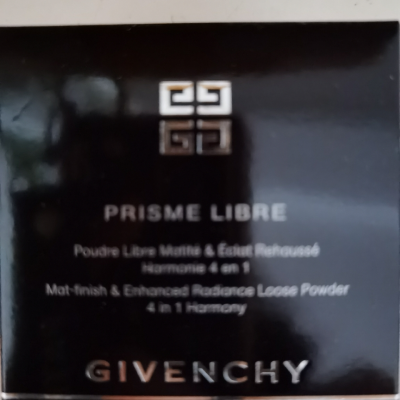 PRISME LIBRE
Poudre Libre Matité & Éclat Rehaussé
Harmonie 4 en 1
Mat-finish & Enhanced Radiance Loose Powder
4 in 1 Harmony
GIVENCHY